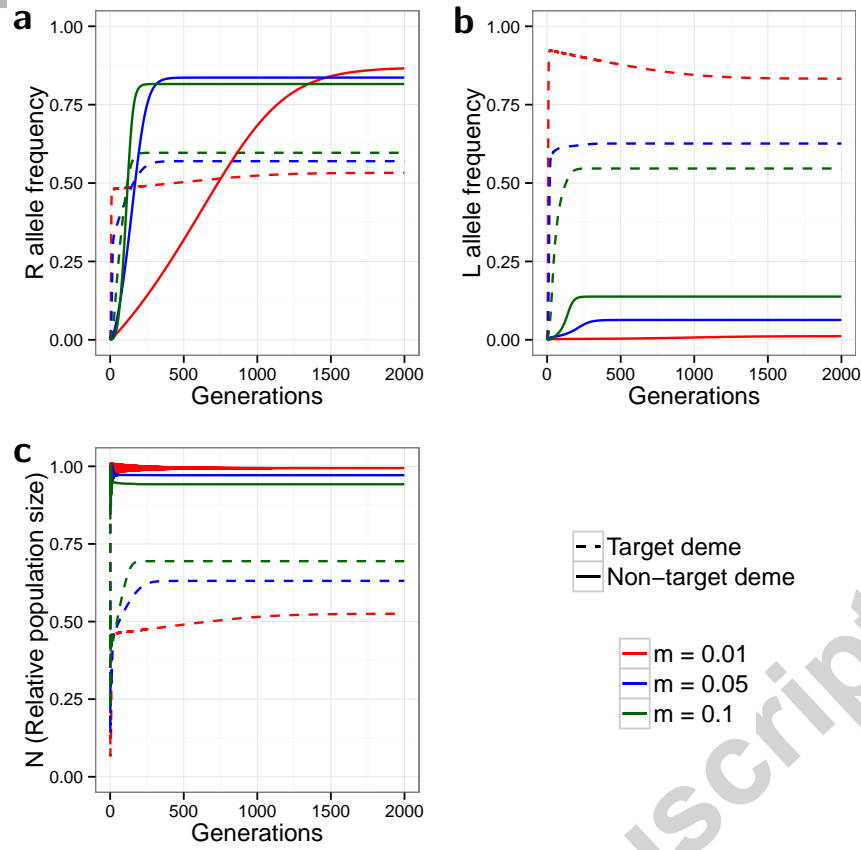 a
R allele frequency
1.00
0.75
0.50
0.25
0.00
0 500 1000 1500 2000
Generations
b
L allele frequency
1.00
0.75
0.50
0.25
0.00
0 500 1000 1500 2000
Generations
c
N (Relative population size)
1.00
0.75
0.50
0.25
0.00
0 500 1000 1500 2000
Generations
Target deme
Non−target deme
m = 0.01
m = 0.05
m = 0.1
uscript